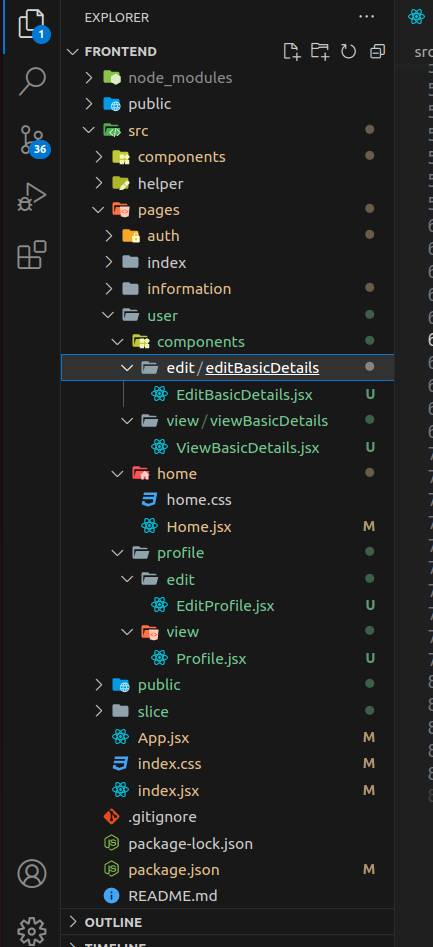 EXPLORER
1
FRONTEND
node_modules
public
src
components
36
helper
pages
auth
index
information
user
components
edit / editBasicDetails
EditBasicDetails.jsx U
view / viewBasicDetails
ViewBasicDetails.jsx U
home
home.css
Home.jsx M
profile
edit
EditProfile.jsx U
view
Profile.jsx U
public
slice
App.jsx M
index.css M
index.jsx M
.gitignore
package-lock.json
package.json M
README.md
OUTLINE